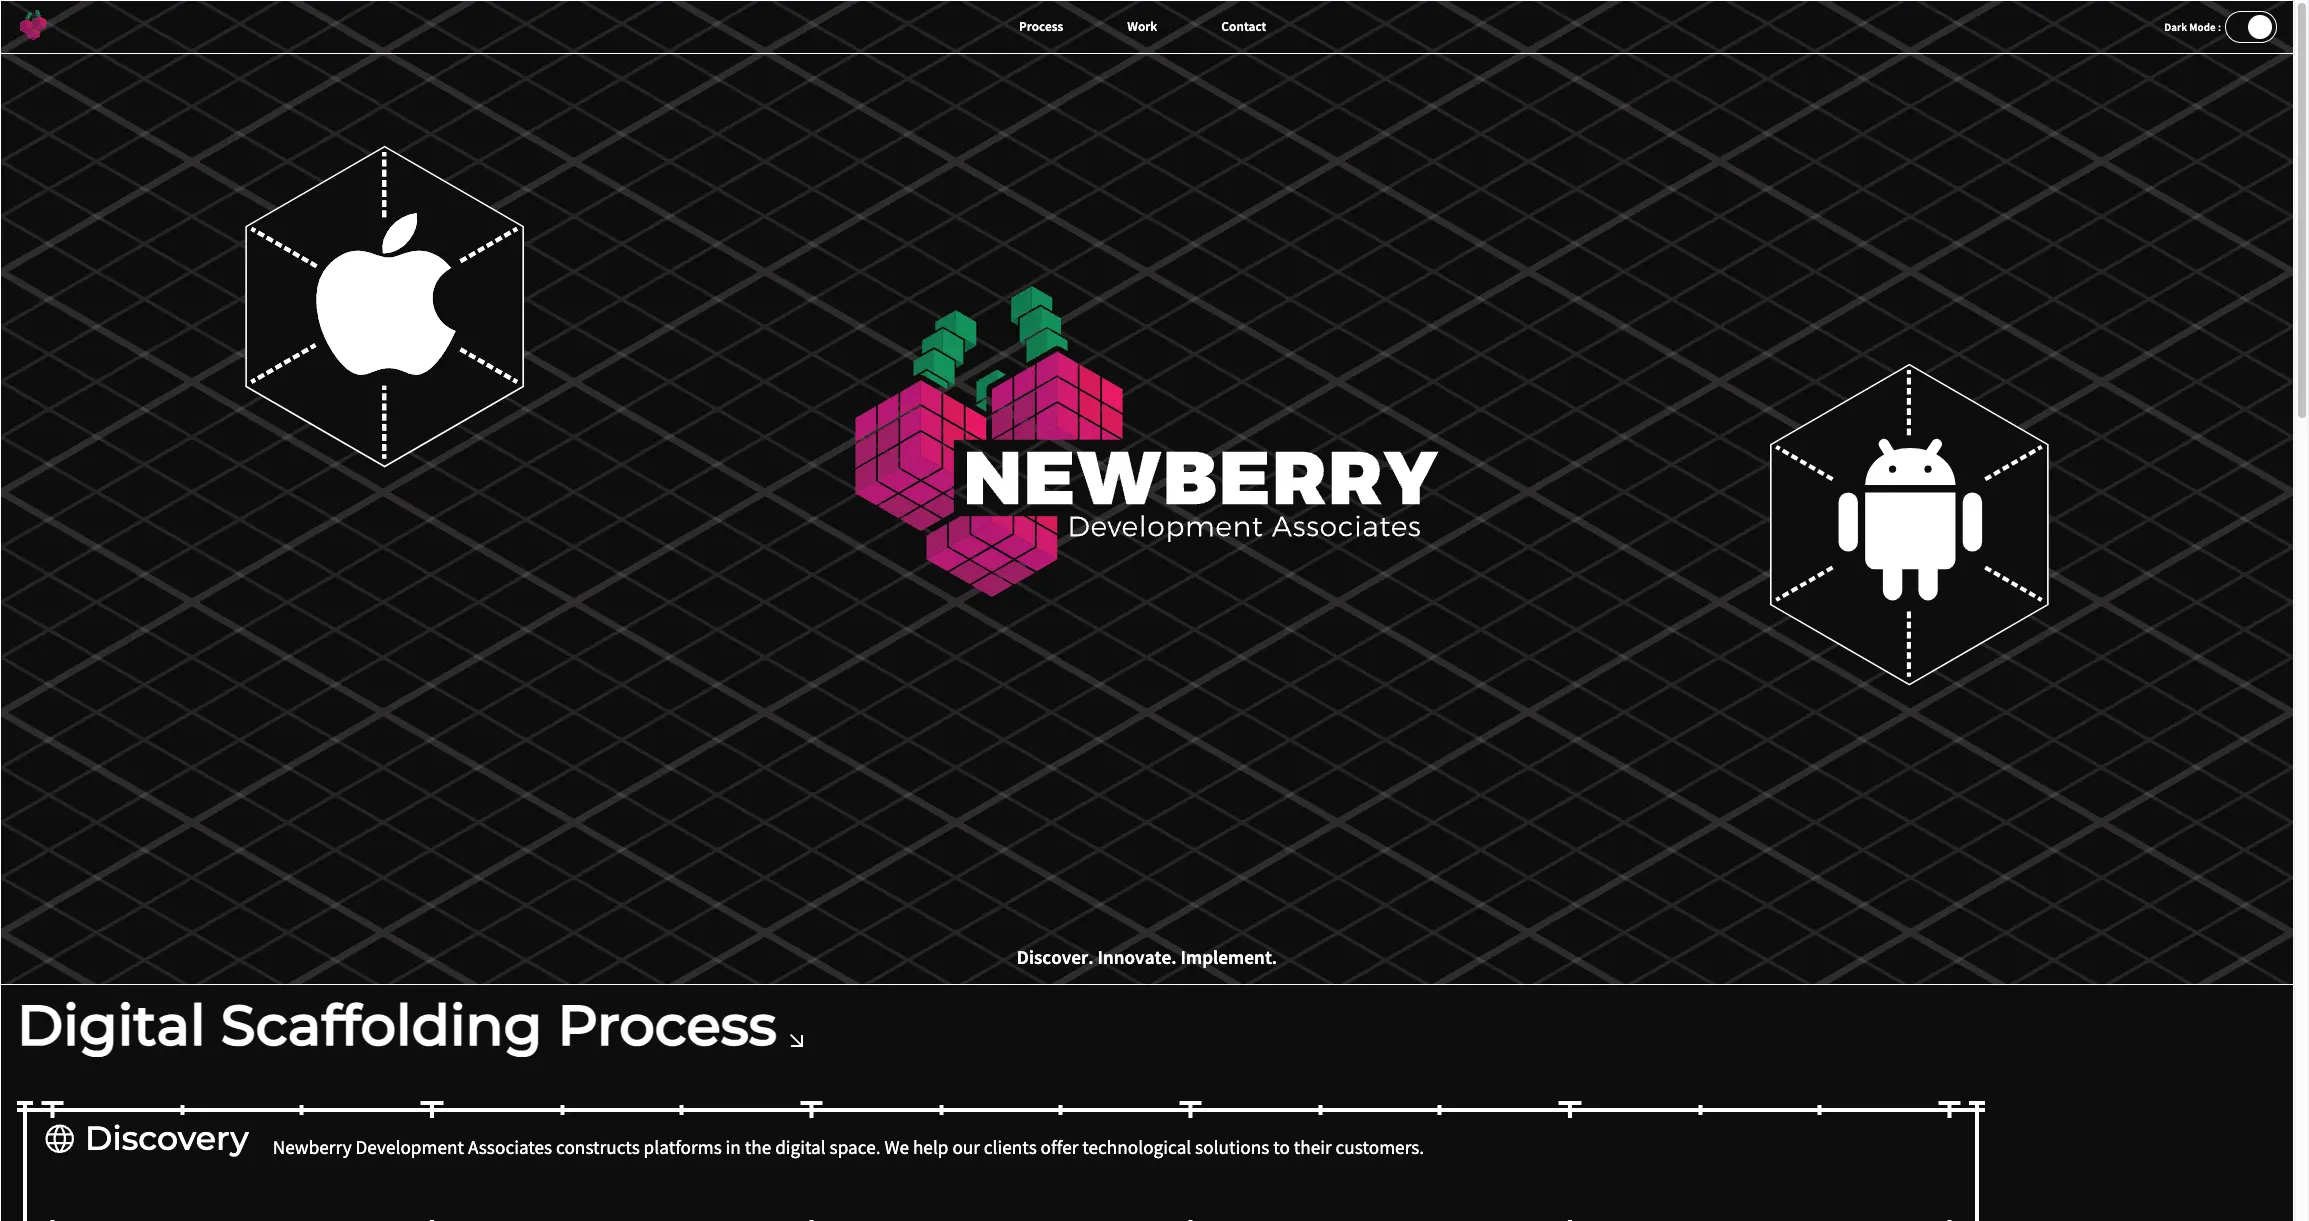 Process Work Contact Dark Mode :
NEWBERRY
Development Associates
Discover. Innovate. Implement.
Digital Scaffolding Process
Discovery Newberry Development Associates constructs platforms in the digital space. We help our clients offer technological solutions to their customers.